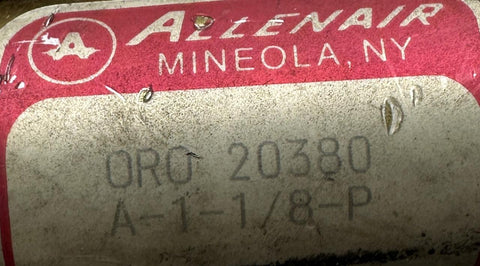 A
ALLENAIR
MINEOLA, NY
ORO 20380
A-1-1/8-P